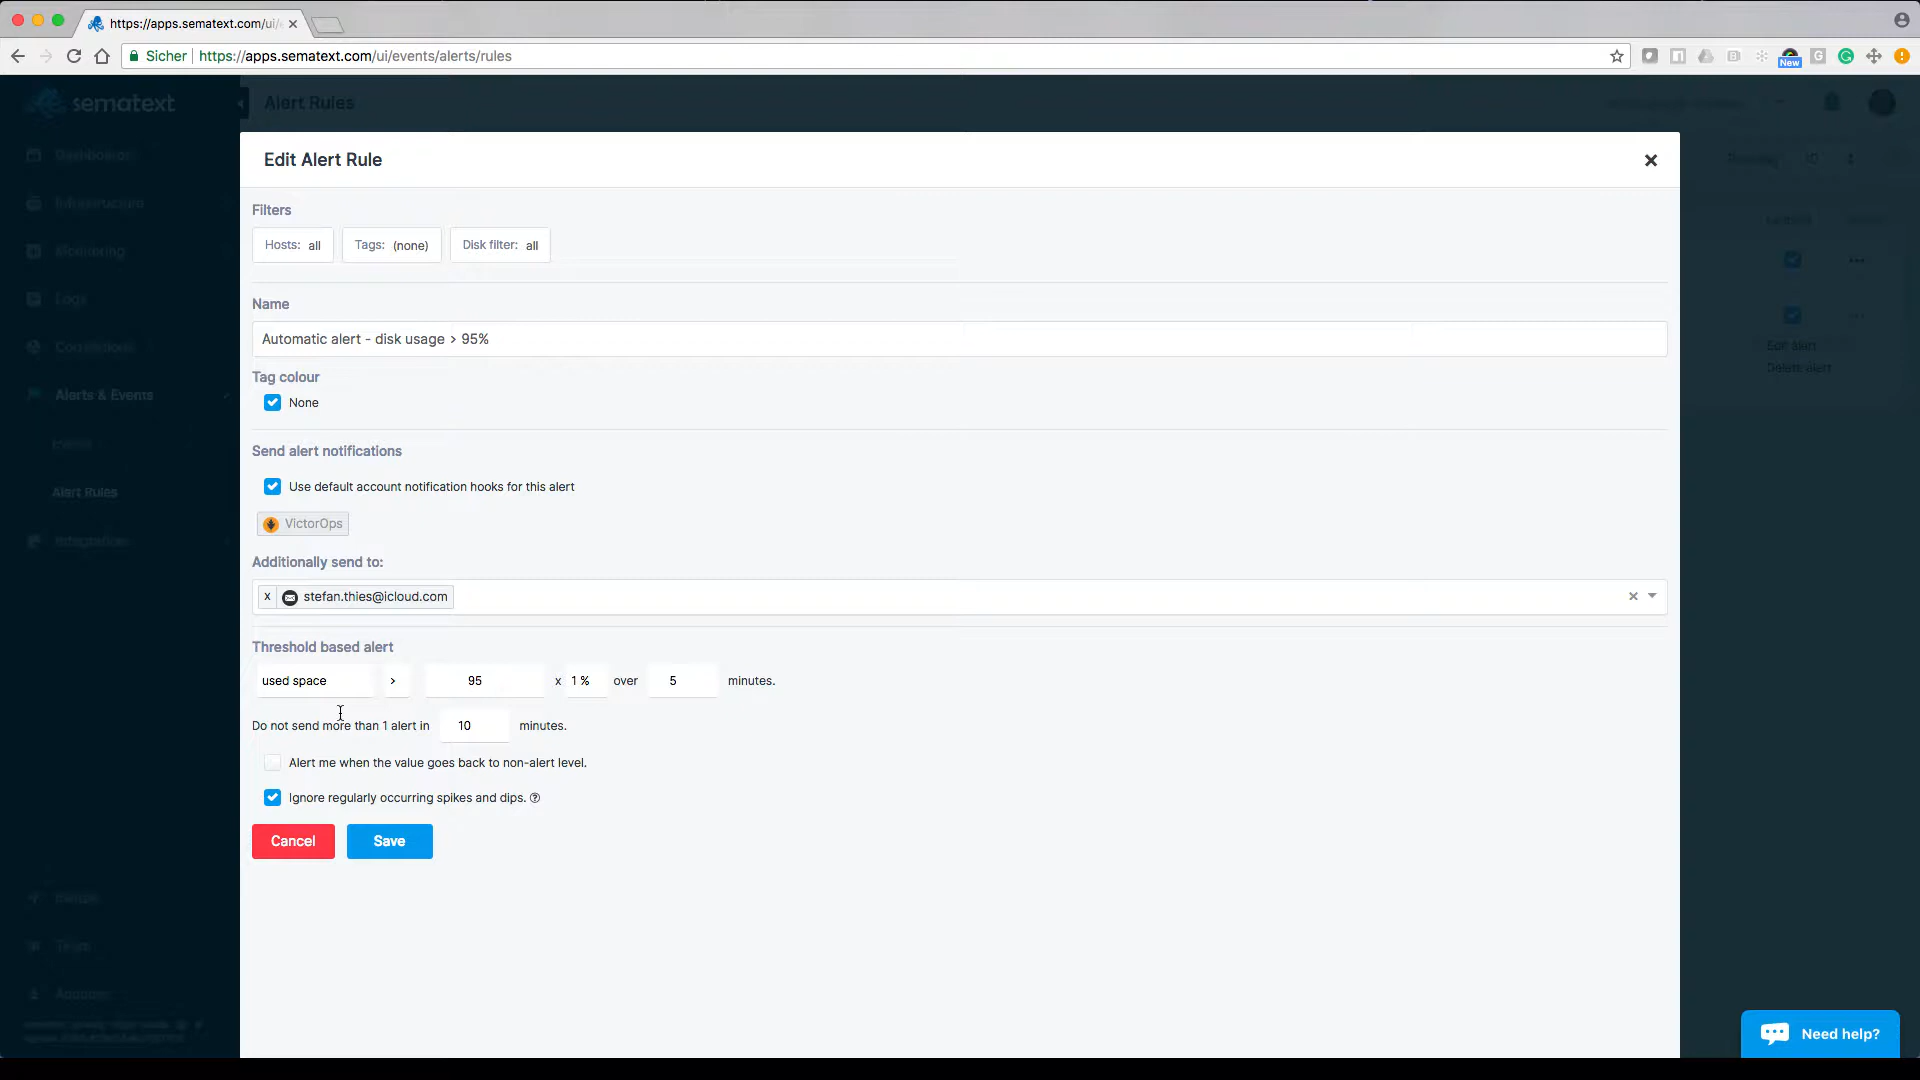 https://apps.sematext.com/ui/
Sicher https://apps.sematext.com/ui/events/alerts/rules
New
sematext
Alert Rules
Dashboards
Infrastructure
Monitoring
Logs
Alerts & Events
Alert Rules
Integrations
Edit alert
Delete alert
Edit Alert Rule
Filters
Hosts: all Tags: (none) Disk filter: all
Name
Automatic alert - disk usage > 95%
Tag colour
None
Send alert notifications
Use default account notification hooks for this alert
VictorOps
Additionally send to:
x stefan.thies@icloud.com
Threshold based alert
used space > 95 x 1 % over 5 minutes.
Do not send more than 1 alert in 10 minutes.
Alert me when the value goes back to non-alert level.
Ignore regularly occurring spikes and dips.
Cancel Save
Need help?